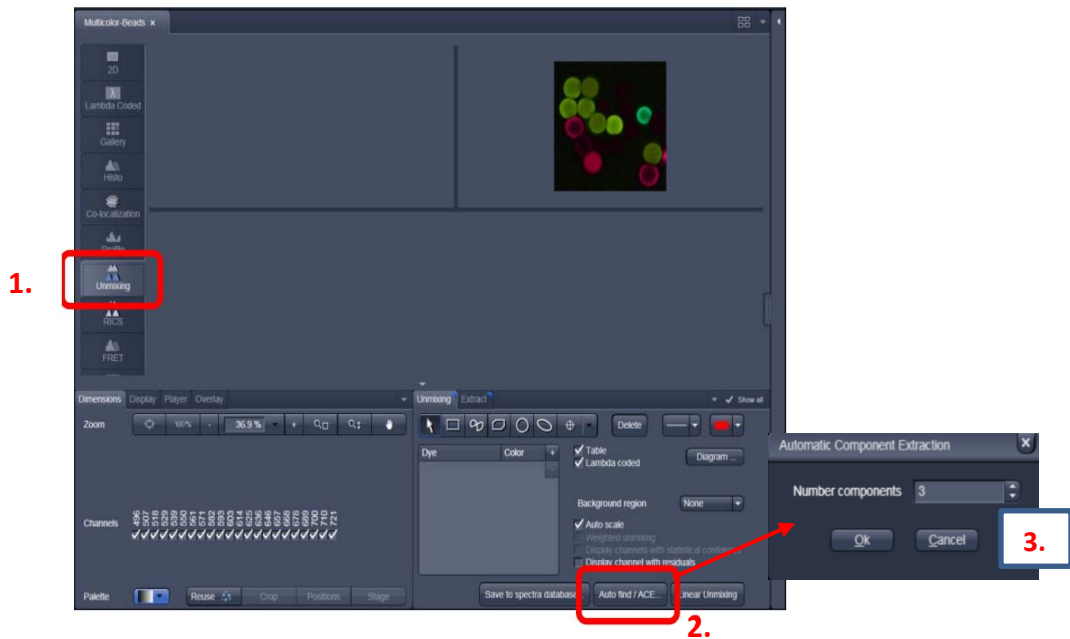 Multicolor-Beads ×
2D
λ
Lambda Coded
Gallery
Histo
Co-localization
Profile
1.
Unmixing
RICS
FRET
Dimensions Display Player Overlay
Zoom 100% - 36.9 % +
Channels 496 507 518 529 539 550 561 571 582 593 603 614 625 636 646 657 668 678 689 700 710 721
Palette Reuse Crop Positions Stage
Unmixing Extract Show all
Delete
Dye Color +
Table
Lambda coded
Diagram ...
Background region None
Auto scale
Weighted unmixing
Display channels with statistical
Display channel with residuals
Save to spectra database... Auto find / ACE... Linear Unmixing
2.
Automatic Component Extraction x
Number components 3
Ok Cancel
3.